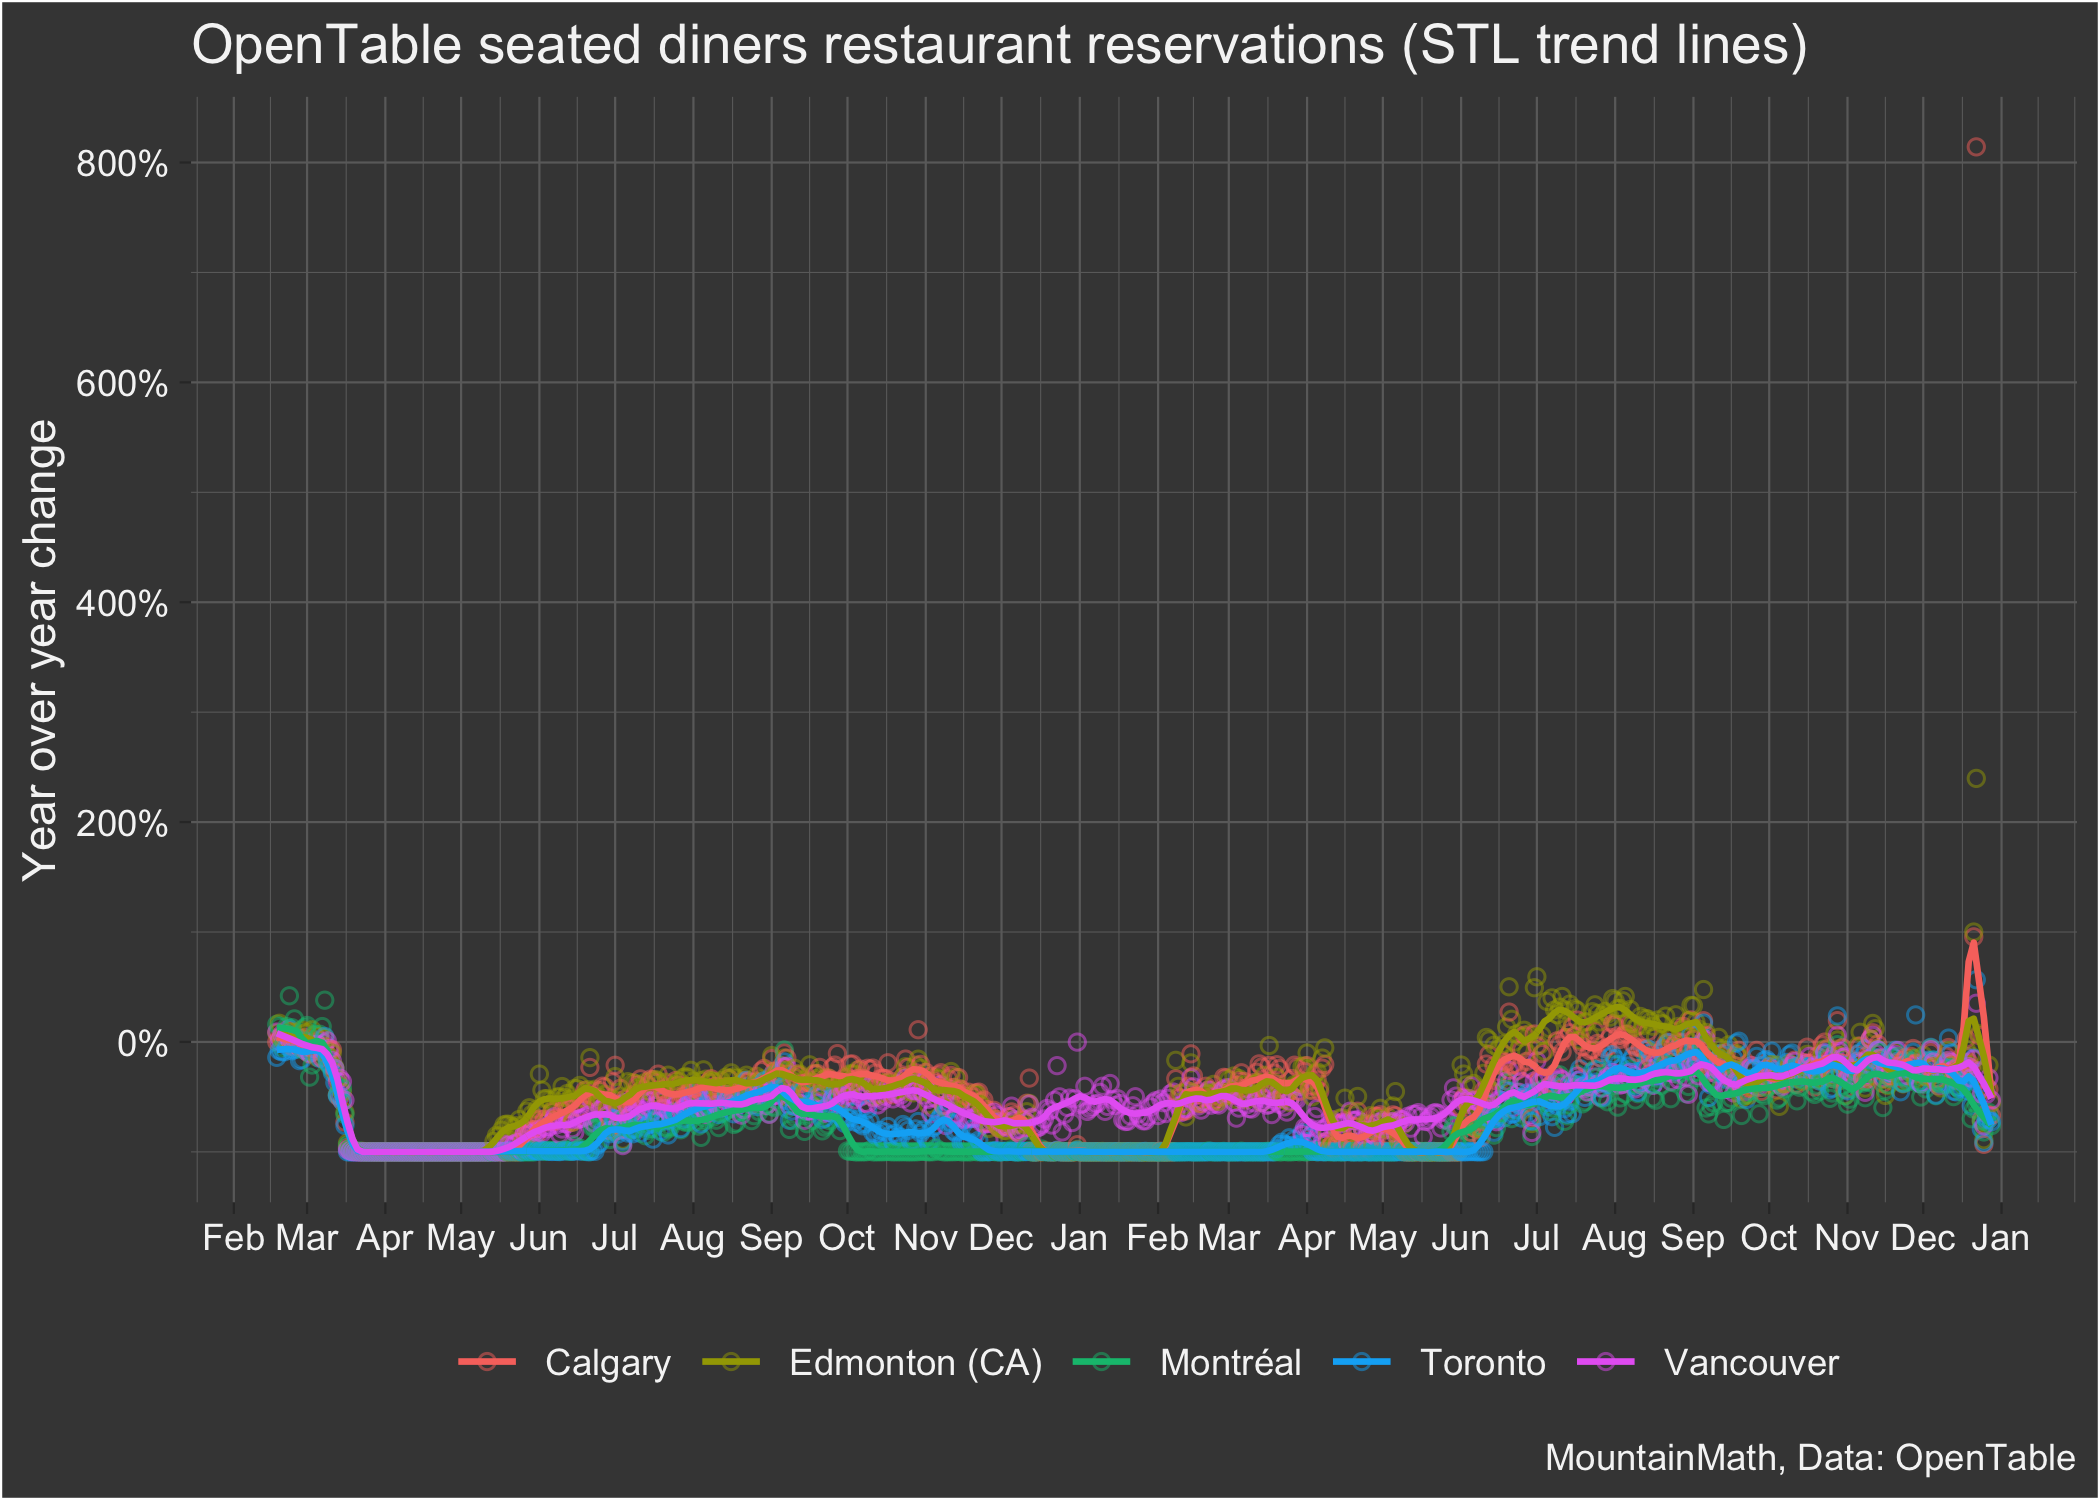 OpenTable seated diners restaurant reservations (STL trend lines)
Year over year change
800%
600%
400%
200%
0%
Feb Mar Apr May Jun Jul Aug Sep Oct Nov Dec Jan Feb Mar Apr May Jun Jul Aug Sep Oct Nov Dec Jan
Calgary Edmonton (CA) Montréal Toronto Vancouver
MountainMath, Data: OpenTable